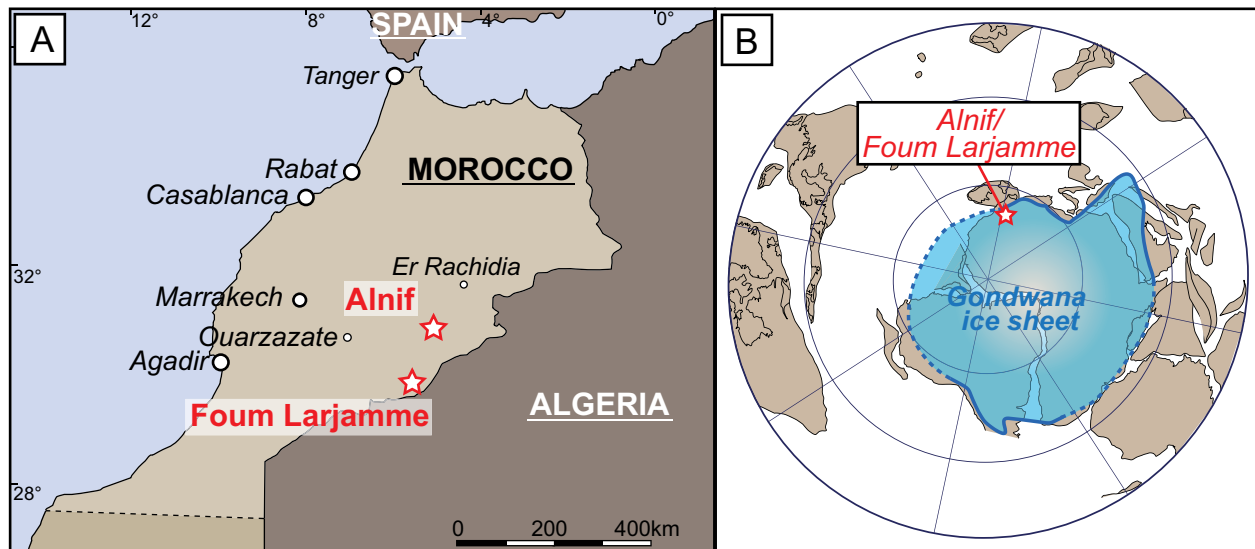 A
12°
8°
4°
0°
SPAIN
Tanger
Rabat
Casablanca
MOROCCO
32°
Er Rachidia
Marrakech
Alnif
Ouarzazate
Agadir
Foum Larjamme
ALGERIA
28°
0 200 400km
B
Alnif/
Foum Larjamme
Gondwana
ice sheet